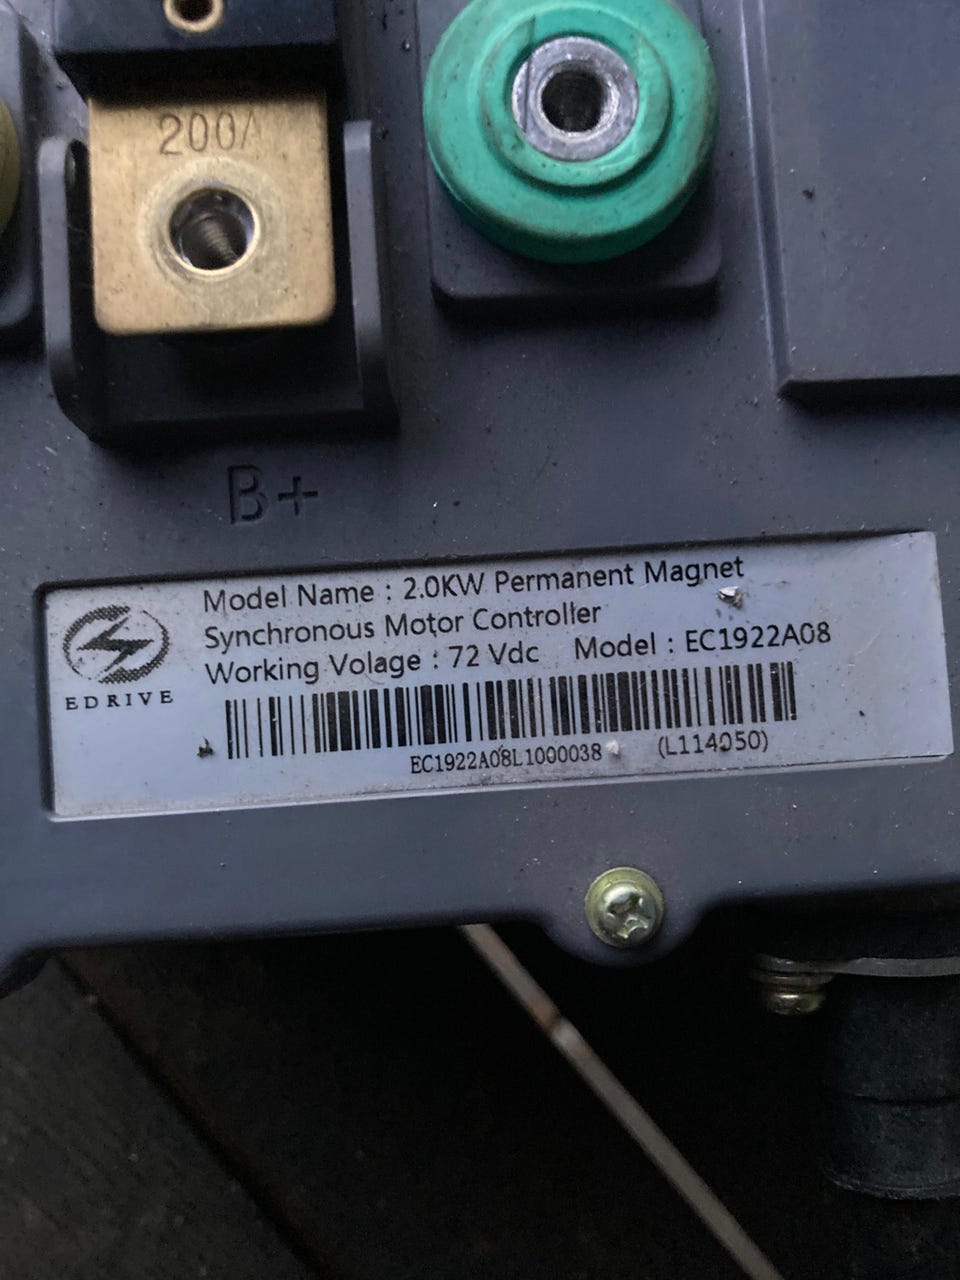 200A
B+
Model Name : 2.0KW Permanent Magnet
Synchronous Motor Controller
Working Volage : 72 Vdc Model : EC1922A08
EDRIVE
EC1922A08L1000038 (L114050)